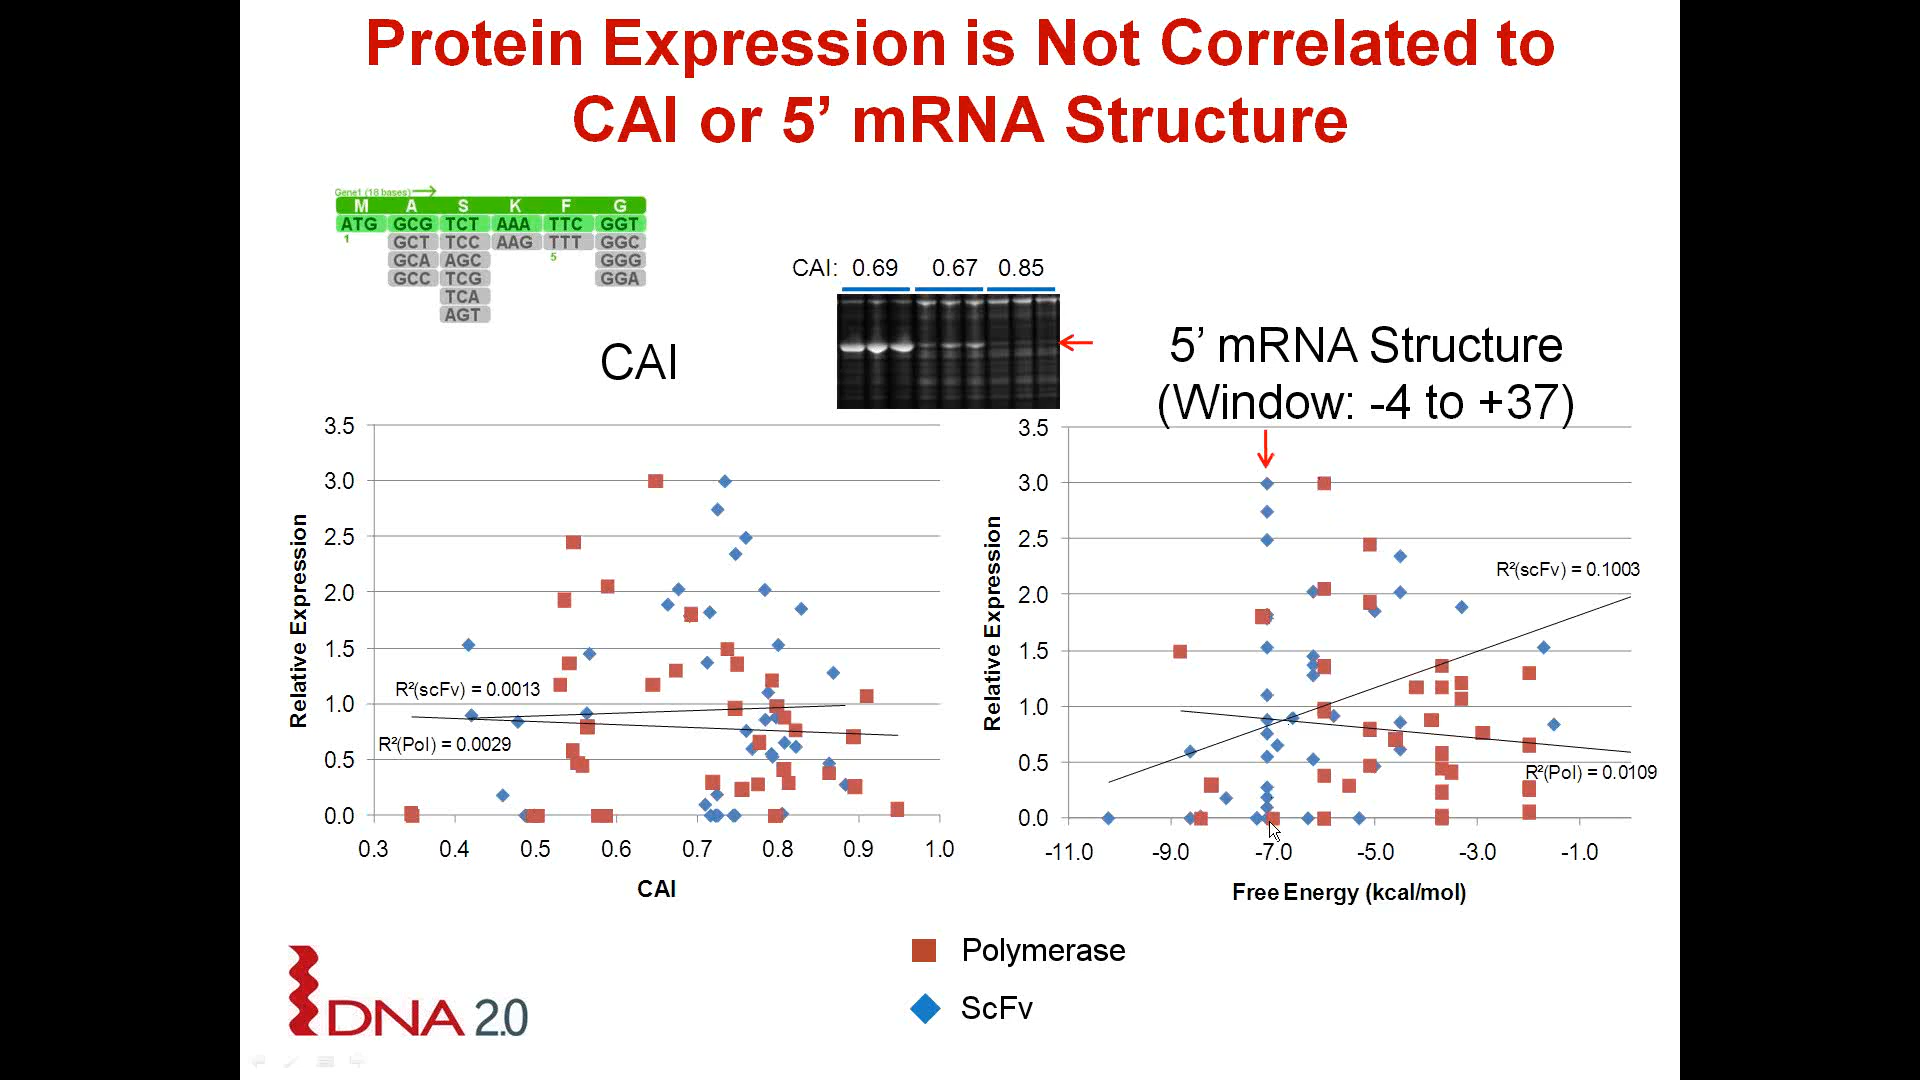 Protein Expression is Not Correlated to
CAI or 5’ mRNA Structure
Gene1 (18 bases)
M A S K F G
ATG GCG TCT AAA TTC GGT
1 GCT TCC AAG TTT GGC
GCA AGC 5 GGG
GCC TCG GGA
TCA
AGT
CAI: 0.69 0.67 0.85
CAI
5’ mRNA Structure
(Window: -4 to +37)
3.5
3.0
2.5
2.0
1.5
1.0
0.5
0.0
Relative Expression
R²(scFv) = 0.0013
R²(Pol) = 0.0029
0.3 0.4 0.5 0.6 0.7 0.8 0.9 1.0
CAI
3.5
3.0
2.5
2.0
1.5
1.0
0.5
0.0
Relative Expression
R²(scFv) = 0.1003
R²(Pol) = 0.0109
-11.0 -9.0 -7.0 -5.0 -3.0 -1.0
Free Energy (kcal/mol)
Polymerase
ScFv
DNA 2.0